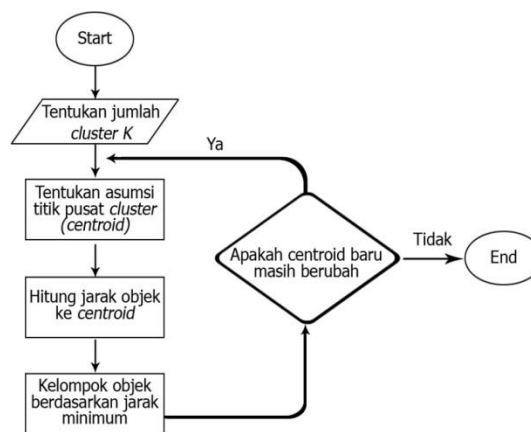 Start
Tentukan jumlah
cluster K
Tentukan asumsi
titik pusat cluster
(centroid)
Hitung jarak objek
ke centroid
Kelompok objek
berdasarkan jarak
minimum
Ya
Apakah centroid baru
masih berubah
Tidak
End